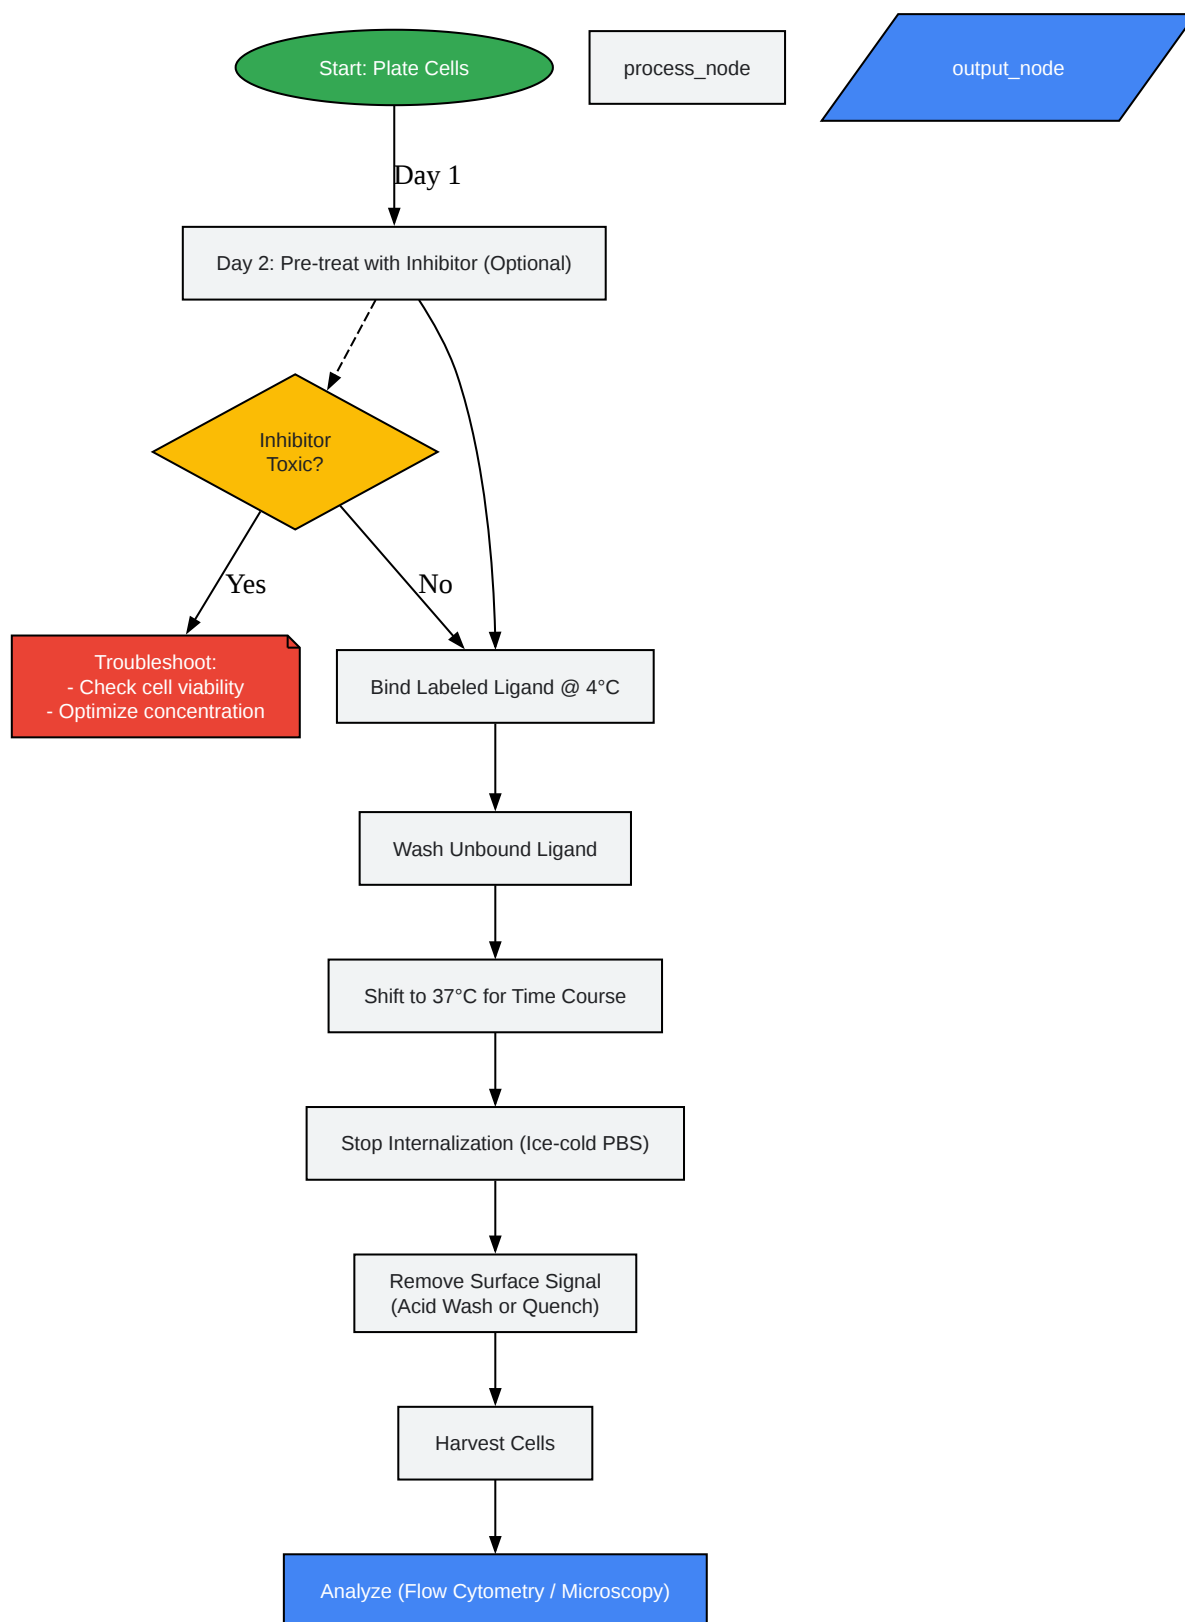 Start: Plate Cells
process_node
output_node
Day 1
Day 2: Pre-treat with Inhibitor (Optional)
Inhibitor
Toxic?
Yes
No
Troubleshoot:
- Check cell viability
- Optimize concentration
Bind Labeled Ligand @ 4°C
Wash Unbound Ligand
Shift to 37°C for Time Course
Stop Internalization (Ice-cold PBS)
Remove Surface Signal
(Acid Wash or Quench)
Harvest Cells
Analyze (Flow Cytometry / Microscopy)